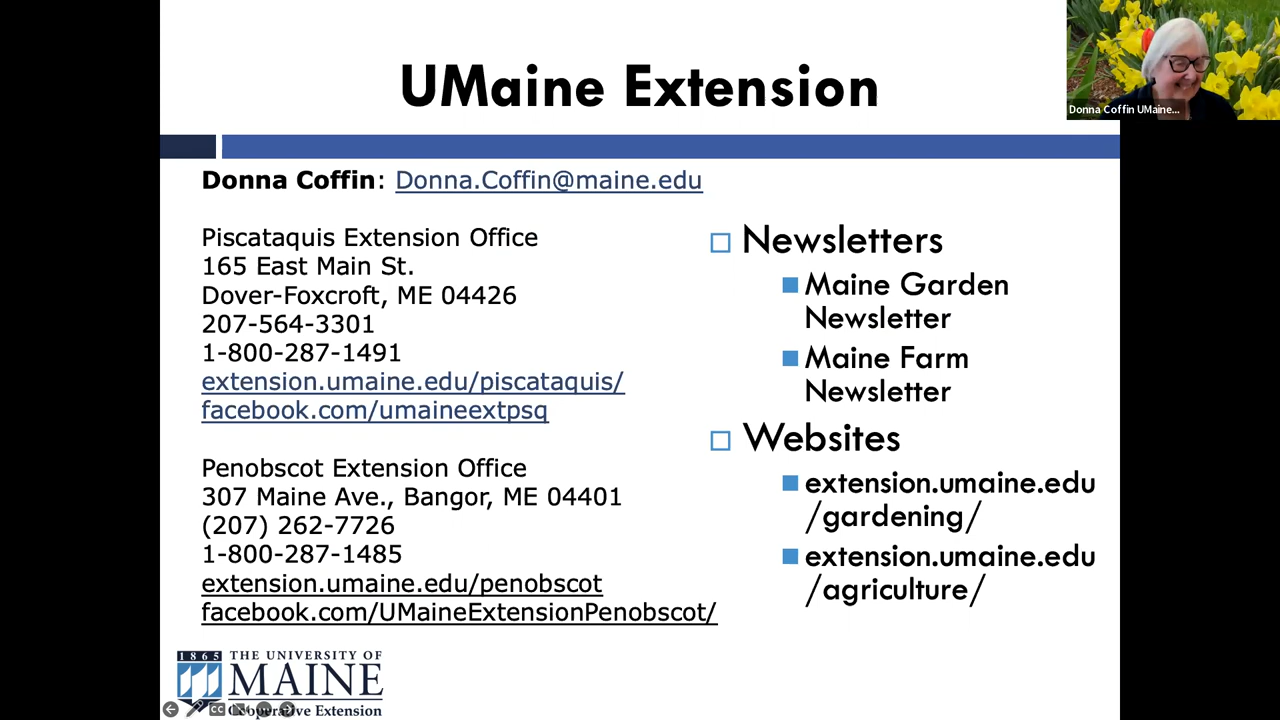 UMaine Extension
Donna Coffin UMaine...
Donna Coffin: Donna.Coffin@maine.edu
Piscataquis Extension Office
165 East Main St.
Dover-Foxcroft, ME 04426
207-564-3301
1-800-287-1491
extension.umaine.edu/piscataquis/
facebook.com/umaineextpsq
Penobscot Extension Office
307 Maine Ave., Bangor, ME 04401
(207) 262-7726
1-800-287-1485
extension.umaine.edu/penobscot
facebook.com/UMaineExtensionPenobscot/
Newsletters
Maine Garden
Newsletter
Maine Farm
Newsletter
Websites
extension.umaine.edu
/gardening/
extension.umaine.edu
/agriculture/
1865
THE UNIVERSITY OF
MAINE
Cooperative Extension
CC